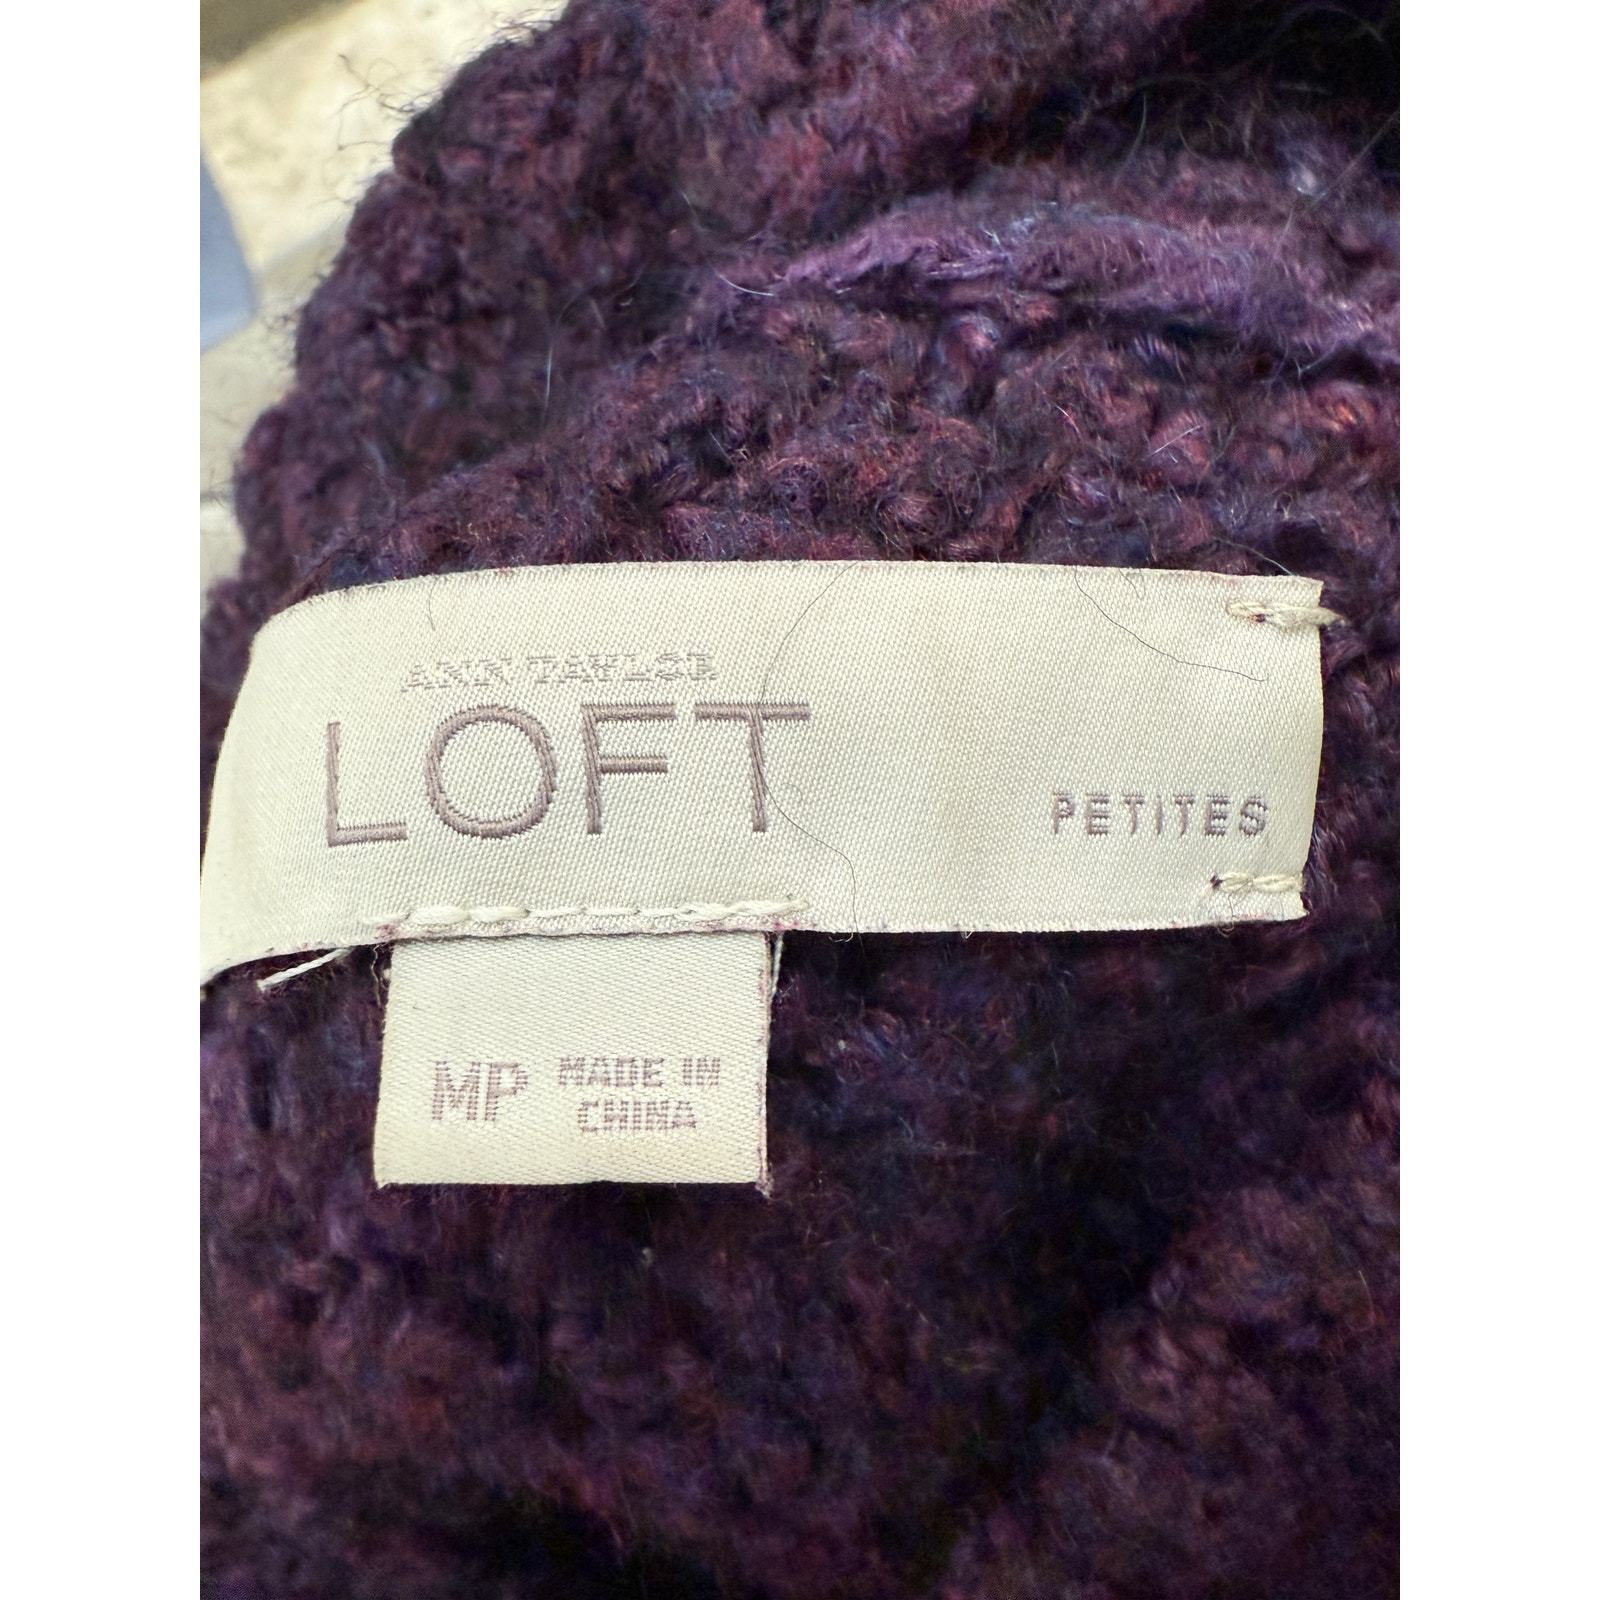 ANN TAYLOR
LOFT
PETITES
MP MADE IN
CHINA